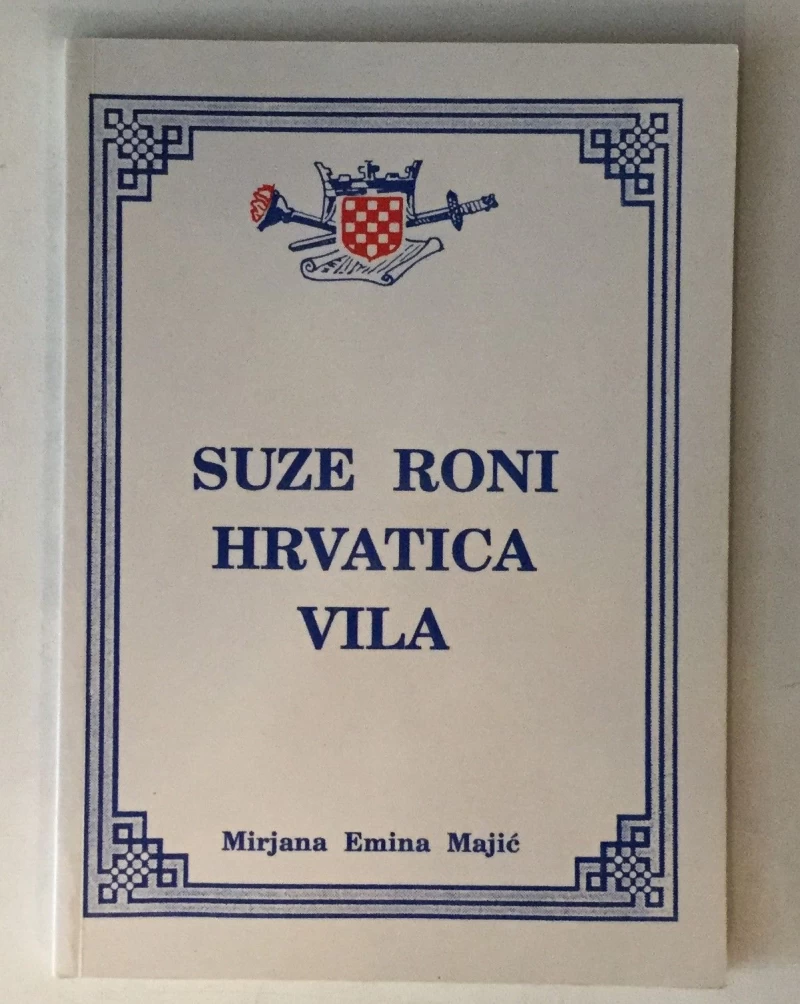 SUZE RONI
HRVATICA
VILA
Mirjana Emina Majić